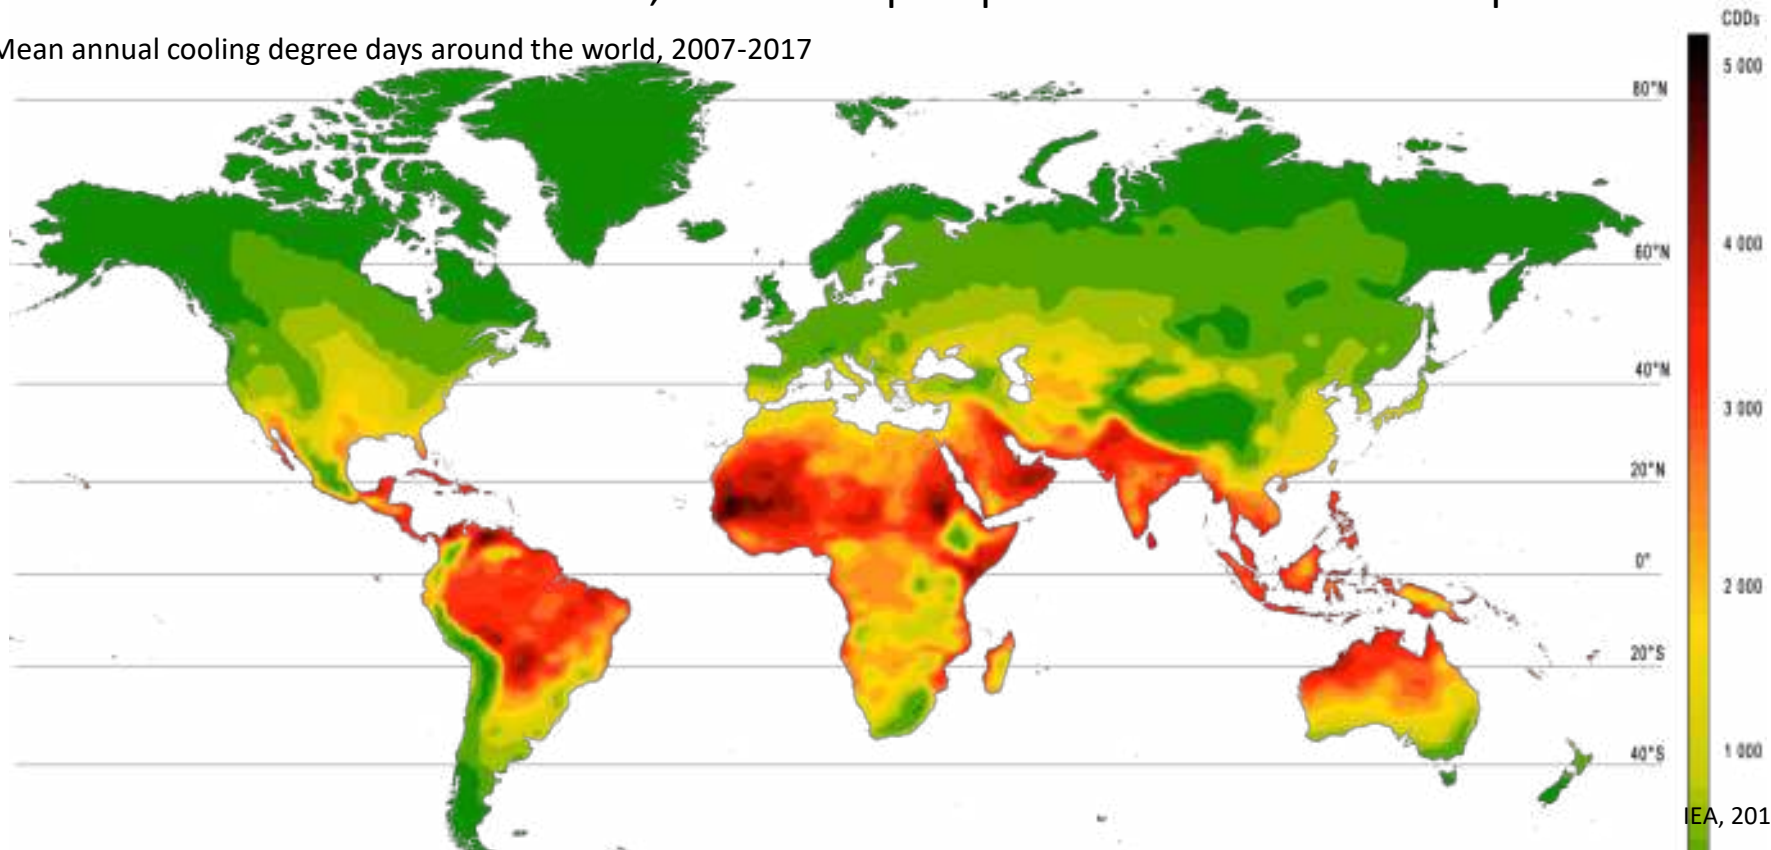 Mean annual cooling degree days around the world, 2007-2017
CDDs
5 000
80°N
4 000
60°N
40°N
3 000
20°N
0°
2 000
20°S
40°S
1 000
IEA, 201